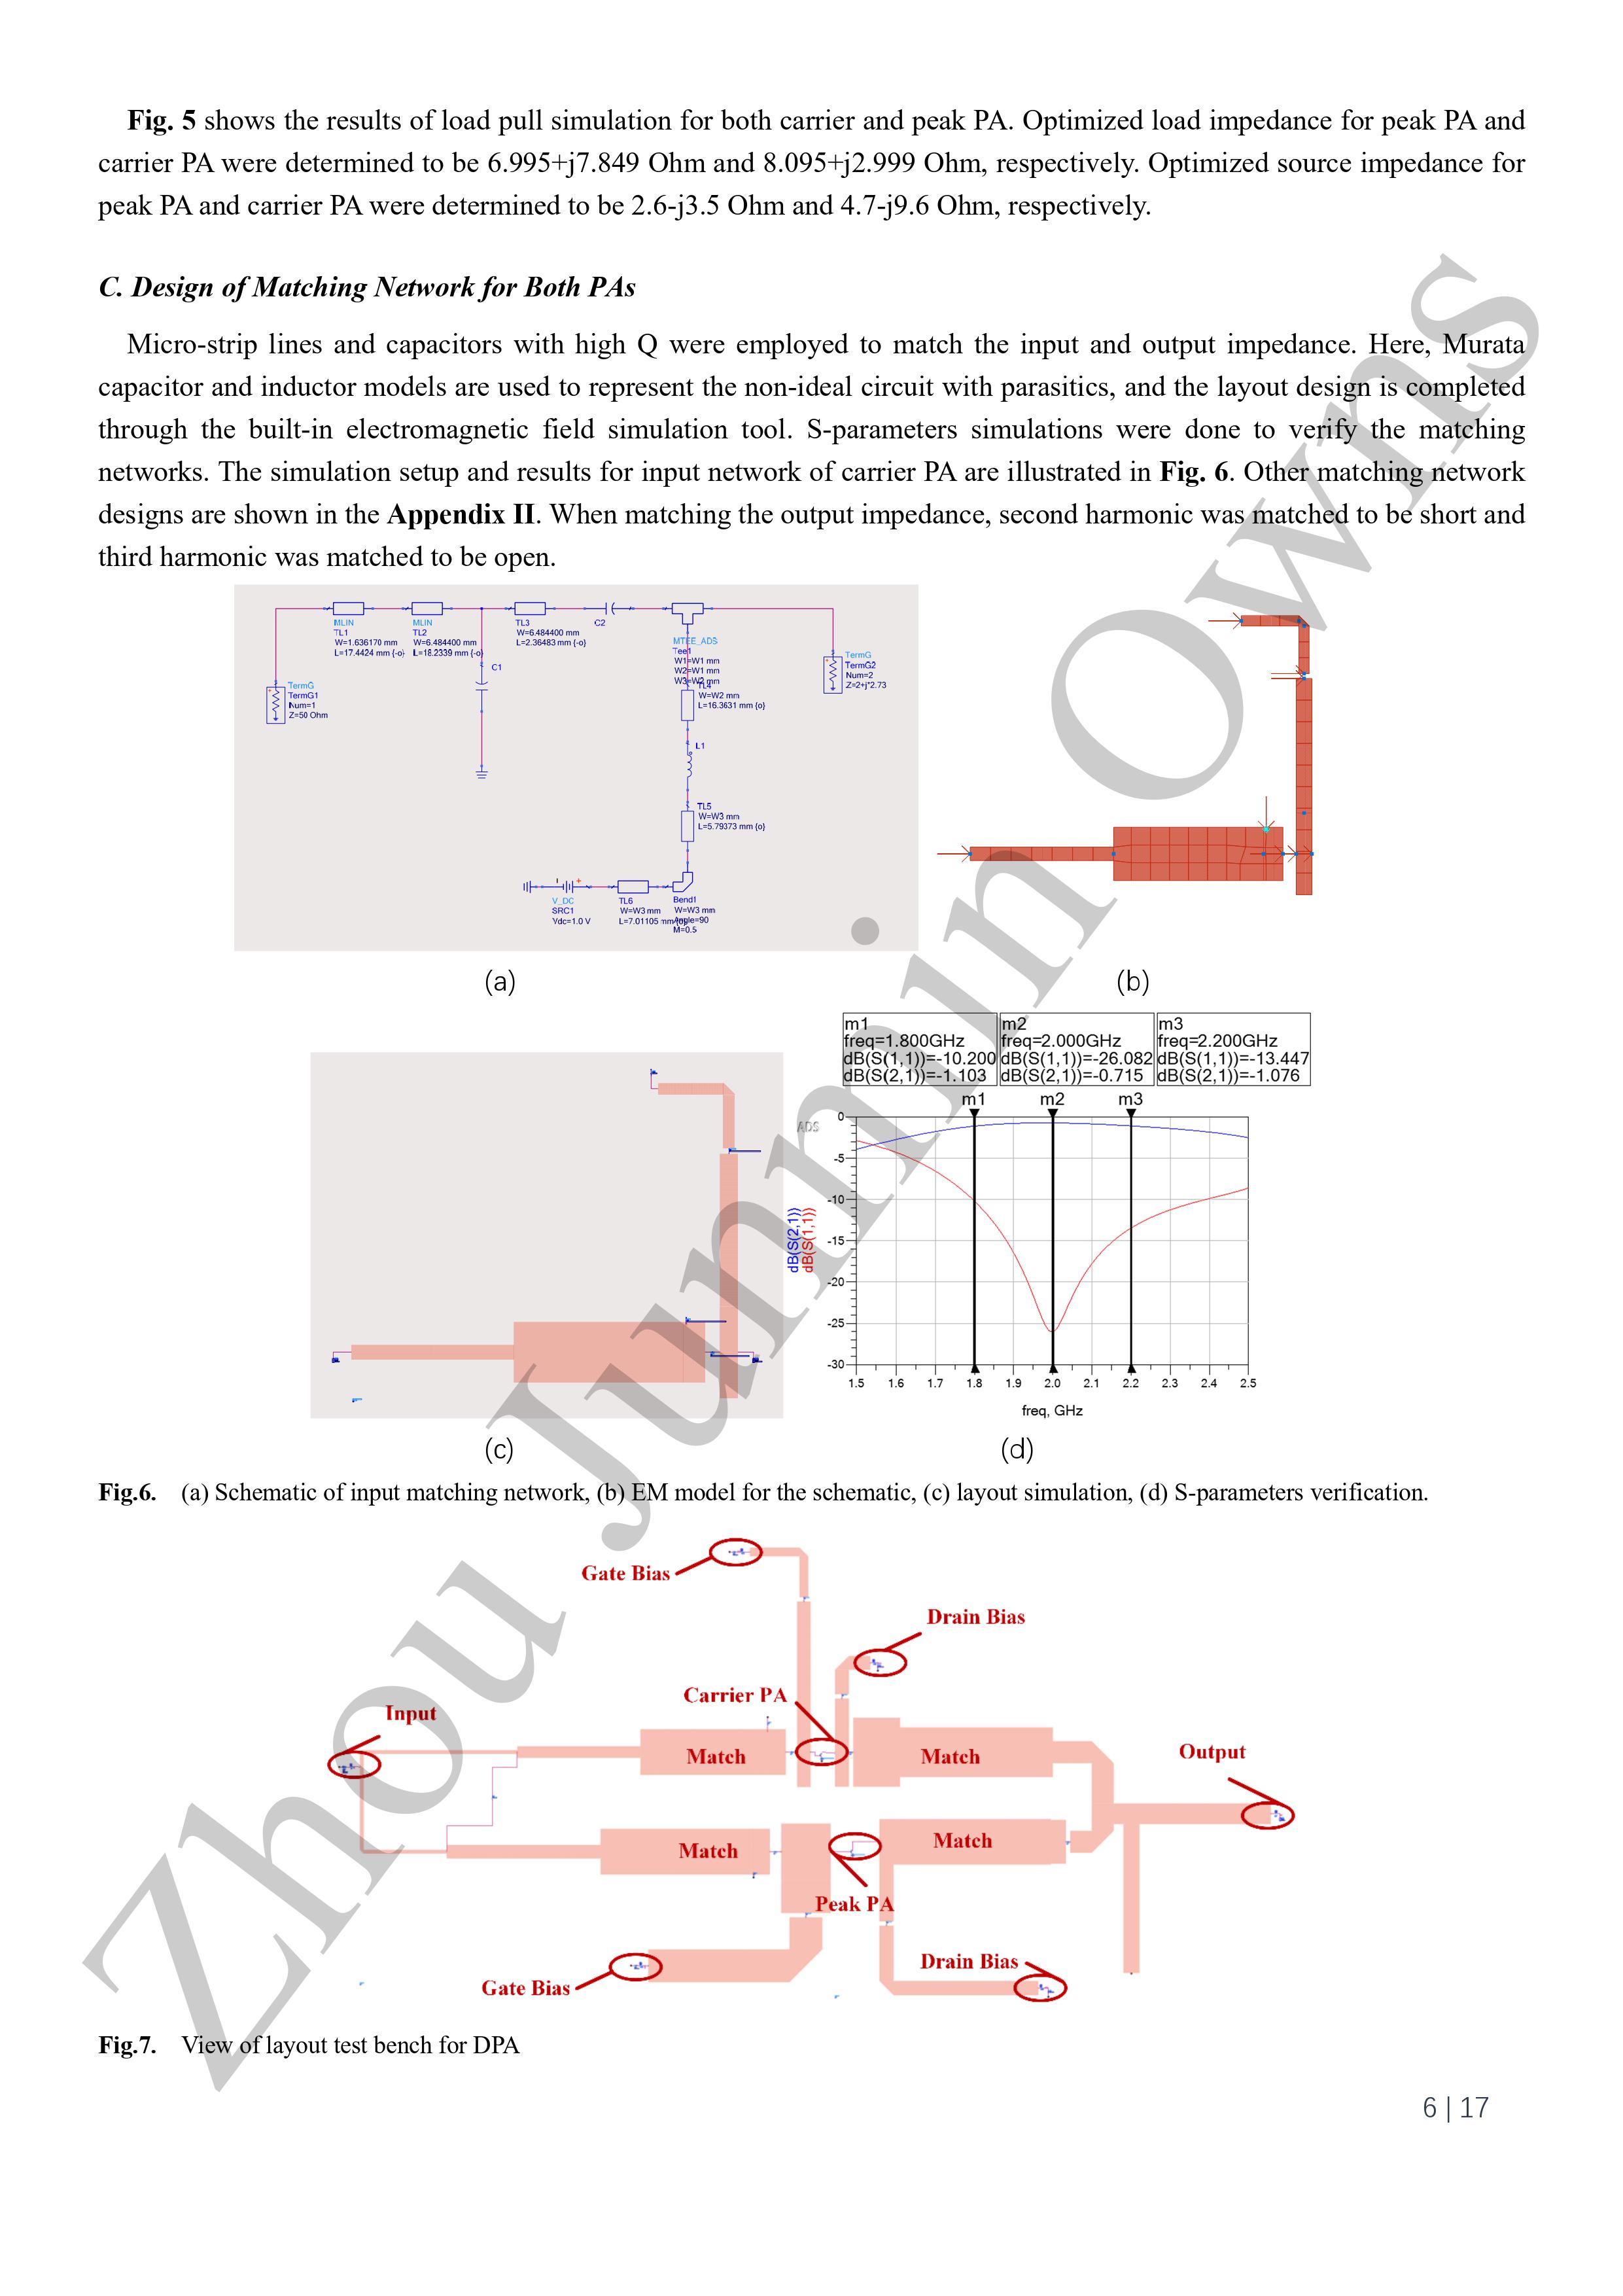 Fig. 5 shows the results of load pull simulation for both carrier and peak PA. Optimized load impedance for peak PA and
carrier PA were determined to be 6.995+j7.849 Ohm and 8.095+j2.999 Ohm, respectively. Optimized source impedance for
peak PA and carrier PA were determined to be 2.6-j3.5 Ohm and 4.7-j9.6 Ohm, respectively.
C. Design of Matching Network for Both PAs
Micro-strip lines and capacitors with high Q were employed to match the input and output impedance. Here, Murata
capacitor and inductor models are used to represent the non-ideal circuit with parasitics, and the layout design is completed
through the built-in electromagnetic field simulation tool. S-parameters simulations were done to verify the matching
networks. The simulation setup and results for input network of carrier PA are illustrated in Fig. 6. Other matching network
designs are shown in the Appendix II. When matching the output impedance, second harmonic was matched to be short and
third harmonic was matched to be open.
MLIN
TL1
W=1.636170 mm
L=17.4424 mm {-o}
MLIN
TL2
W=6.484400 mm
L=18.2339 mm {-o}
TL3
W=6.484400 mm
L=2.36483 mm {-o}
C2
C1
MTEE_ADS
Tee1
W1=W1 mm
W2=W1 mm
W3=W2 mm
TermG
TermG1
Num=1
Z=50 Ohm
TermG
TermG2
Num=2
Z=2+j*2.73
TL4
W=W2 mm
L=16.3631 mm {o}
L1
TL5
W=W3 mm
L=5.79373 mm {o}
V_DC
SRC1
Vdc=1.0 V
TL6
W=W3 mm
L=7.01105 mm
Bend1
W=W3 mm
Angle=90
M=0.5
(a)
(b)
m1
freq=1.800GHz
dB(S(1,1))=-10.200
dB(S(2,1))=-1.103
m2
freq=2.000GHz
dB(S(1,1))=-26.082
dB(S(2,1))=-0.715
m3
freq=2.200GHz
dB(S(1,1))=-13.447
dB(S(2,1))=-1.076
m1 m2 m3
ADS
0
-5
-10
-15
-20
-25
-30
dB(S(2,1))
dB(S(1,1))
1.5 1.6 1.7 1.8 1.9 2.0 2.1 2.2 2.3 2.4 2.5
freq, GHz
(c)
(d)
Fig.6. (a) Schematic of input matching network, (b) EM model for the schematic, (c) layout simulation, (d) S-parameters verification.
Gate Bias
Drain Bias
Carrier PA
Input
Match
Match
Output
Match
Match
Peak PA
Drain Bias
Gate Bias
Fig.7. View of layout test bench for DPA
6 | 17
Zhou Junmin Owns